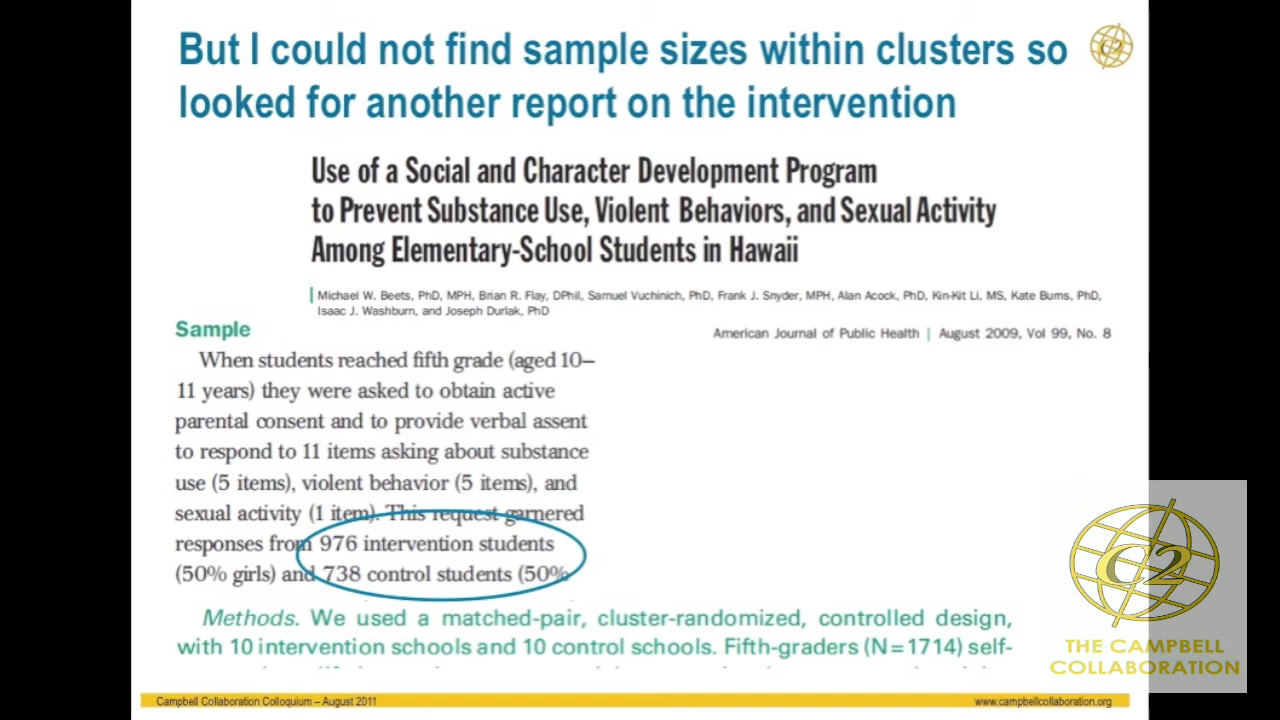 But I could not find sample sizes within clusters so
looked for another report on the intervention
C2
Use of a Social and Character Development Program
to Prevent Substance Use, Violent Behaviors, and Sexual Activity
Among Elementary-School Students in Hawaii
Michael W. Beets, PhD, MPH, Brian R. Flay, DPhil, Samuel Vuchinich, PhD, Frank J. Snyder, MPH, Alan Acock, PhD, Kin-Kit Li, MS, Kate Burns, PhD,
Isaac J. Washburn, and Joseph Durlak, PhD
American Journal of Public Health | August 2009, Vol 99, No. 8
Sample
When students reached fifth grade (aged 10–
11 years) they were asked to obtain active
parental consent and to provide verbal assent
to respond to 11 items asking about substance
use (5 items), violent behavior (5 items), and
sexual activity (1 item). This request garnered
responses from 976 intervention students
(50% girls) and 738 control students (50%
Methods. We used a matched-pair, cluster-randomized, controlled design,
with 10 intervention schools and 10 control schools. Fifth-graders (N=1714) self-
C2
THE CAMPBELL
COLLABORATION
Campbell Collaboration Colloquium – August 2011
www.campbellcollaboration.org